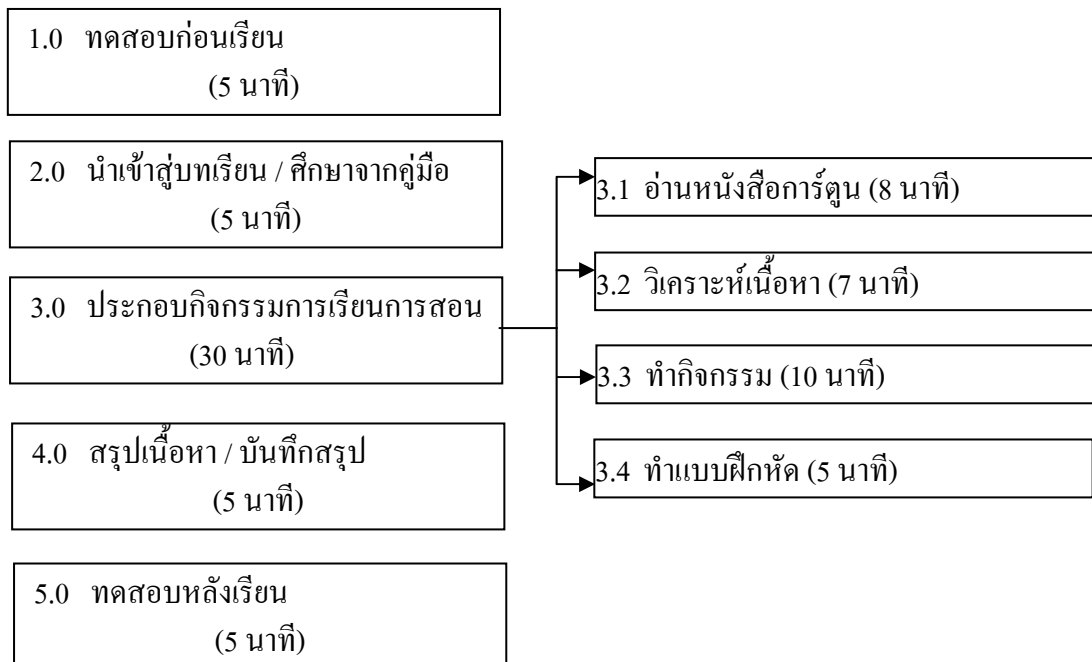 1.0 ทดสอบก่อนเรียน
(5 นาที)
2.0 นำเข้าสู่บทเรียน / ศึกษาจากคู่มือ
(5 นาที)
3.0 ประกอบกิจกรรมการเรียนการสอน
(30 นาที)
3.1 อ่านหนังสือการ์ตูน (8 นาที)
3.2 วิเคราะห์เนื้อหา (7 นาที)
3.3 ทำกิจกรรม (10 นาที)
3.4 ทำแบบฝึกหัด (5 นาที)
4.0 สรุปเนื้อหา / บันทึกสรุป
(5 นาที)
5.0 ทดสอบหลังเรียน
(5 นาที)